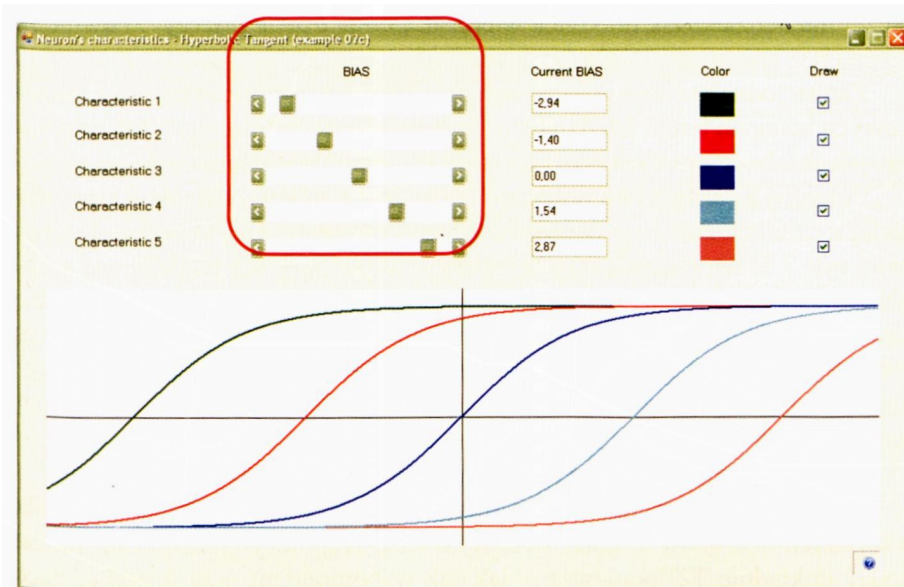 Neuron's characteristics - Hyperbolic Tangent (example 07c)
BIAS Current BIAS Color Draw
Characteristic 1 -2,94
Characteristic 2 -1,40
Characteristic 3 0,00
Characteristic 4 1,54
Characteristic 5 2,87